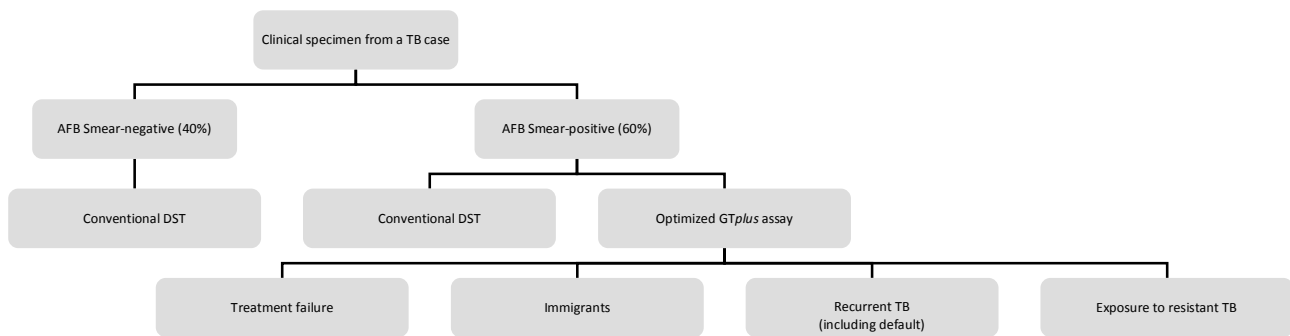 Clinical specimen from a TB case
AFB Smear-negative (40%)
AFB Smear-positive (60%)
Conventional DST
Conventional DST
Optimized GTplus assay
Treatment failure
Immigrants
Recurrent TB
(including default)
Exposure to resistant TB